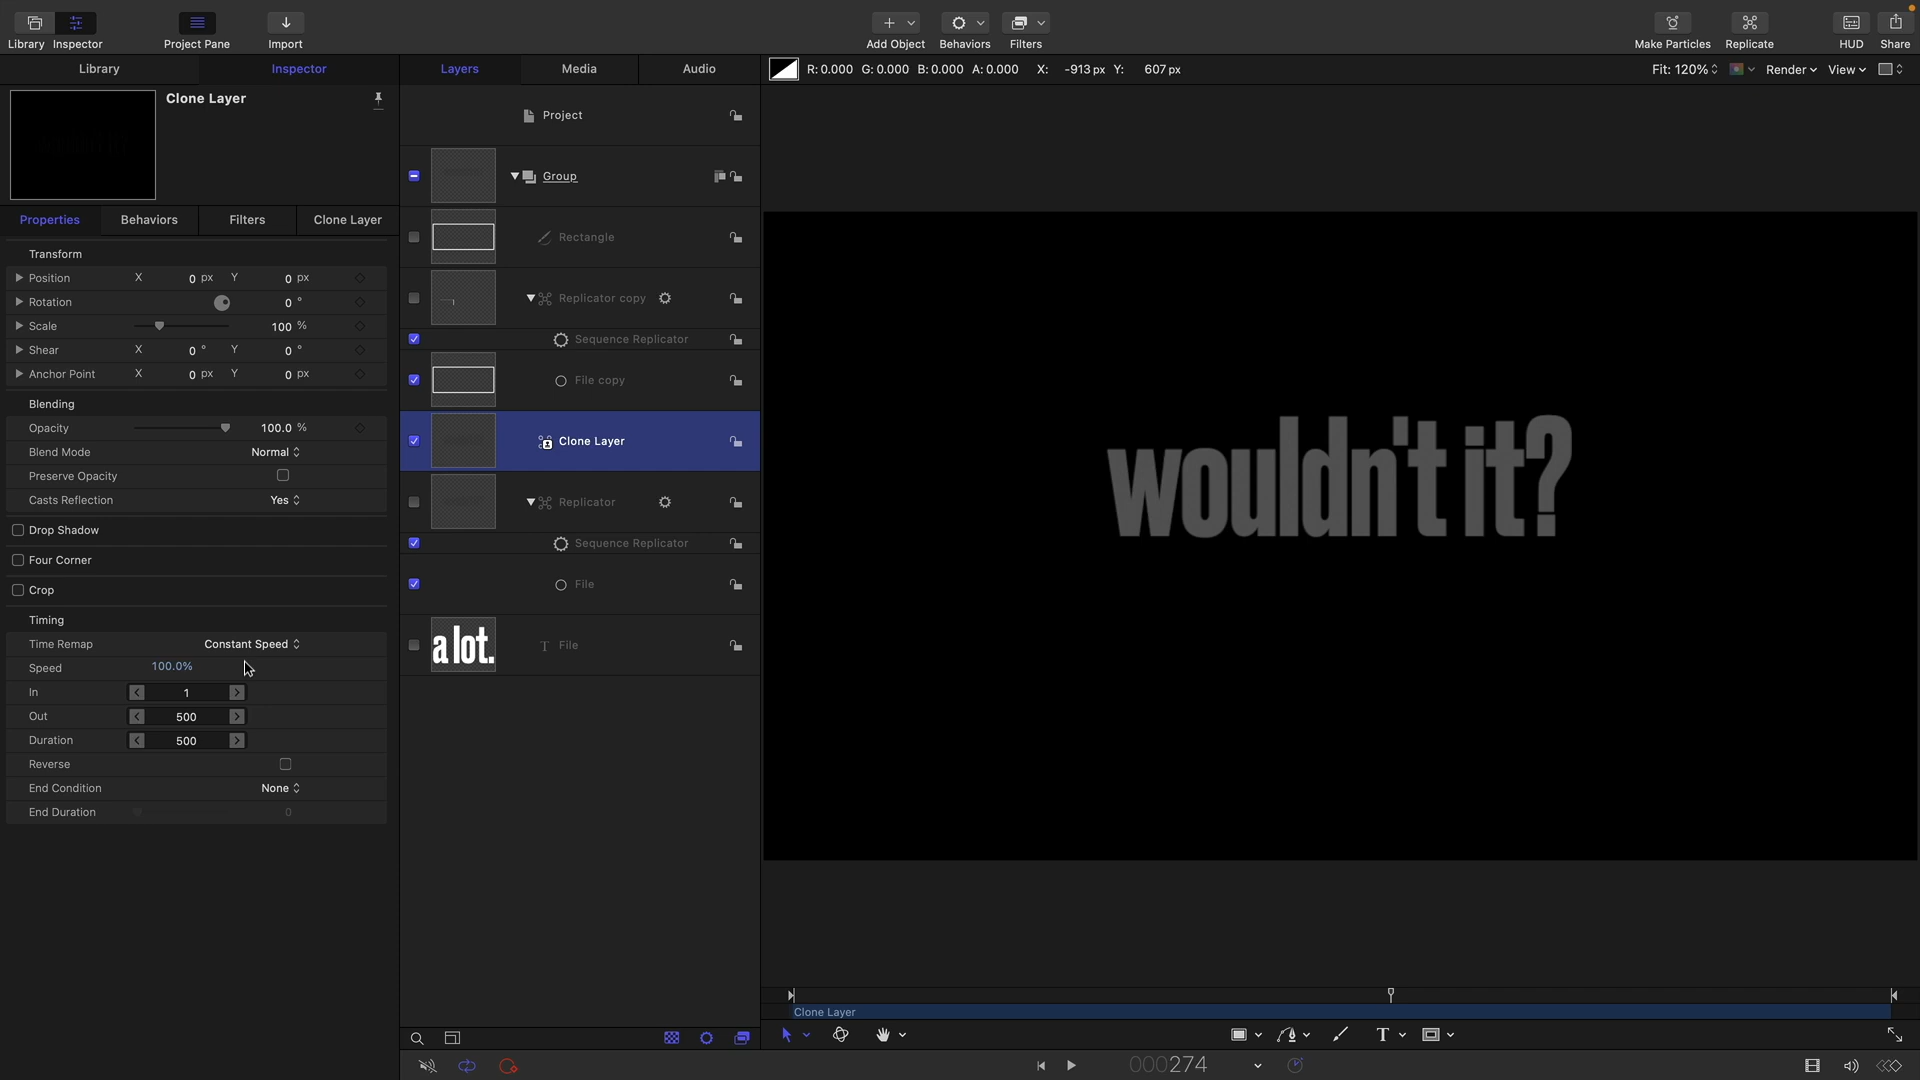 Library Inspector Project Pane Import Add Object Behaviors Filters Make Particles Replicate HUD Share
Library Inspector Layers Media Audio R: 0.000 G: 0.000 B: 0.000 A: 0.000 X: -913 px Y: 607 px Fit: 120% Render View
Clone Layer
Properties Behaviors Filters Clone Layer
Transform
Position X 0 px Y 0 px
Rotation 0 °
Scale 100 %
Shear X 0 ° Y 0 °
Anchor Point X 0 px Y 0 px
Blending
Opacity 100.0 %
Blend Mode Normal
Preserve Opacity
Casts Reflection Yes
Drop Shadow
Four Corner
Crop
Timing
Time Remap Constant Speed
Speed 100.0%
In 1
Out 500
Duration 500
Reverse
End Condition None
End Duration 0
Project
Group
Rectangle
Replicator copy
Sequence Replicator
File copy
Clone Layer
Replicator
Sequence Replicator
File
a lot. T File
wouldn't it?
Clone Layer
T
000274